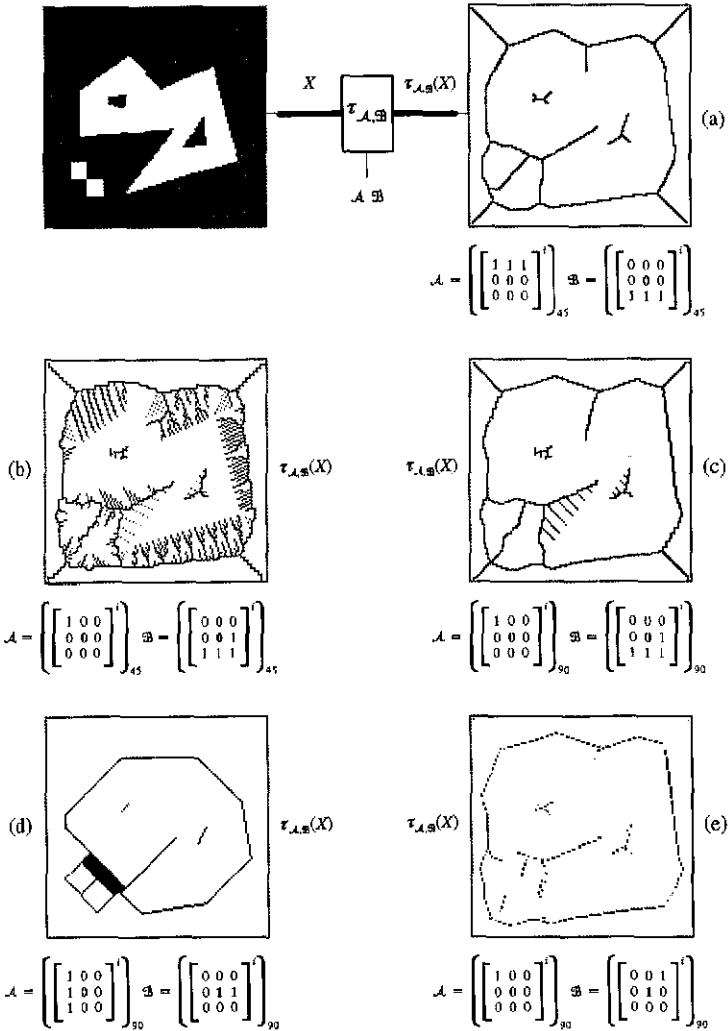 X τ𝒜,ℬ(X)
τ𝒜,ℬ (a)
𝒜 ℬ
1 1 1 i 0 0 0 i
𝒜 = 0 0 0 ℬ = 0 0 0
0 0 0 45 1 1 1 45
(b) τ𝒜,ℬ(X) τ𝒜,ℬ(X) (c)
1 0 0 i 0 0 0 i 1 0 0 i 0 0 0 i
𝒜 = 0 0 0 ℬ = 0 0 1 𝒜 = 0 0 0 ℬ = 0 0 1
0 0 0 45 1 1 1 45 0 0 0 90 1 1 1 90
(d) τ𝒜,ℬ(X) τ𝒜,ℬ(X) (e)
1 0 0 i 0 0 0 i 1 0 0 i 0 0 1 i
𝒜 = 1 0 0 ℬ = 0 1 1 𝒜 = 0 0 0 ℬ = 0 1 0
1 0 0 90 0 0 0 90 0 0 0 90 0 0 0 90